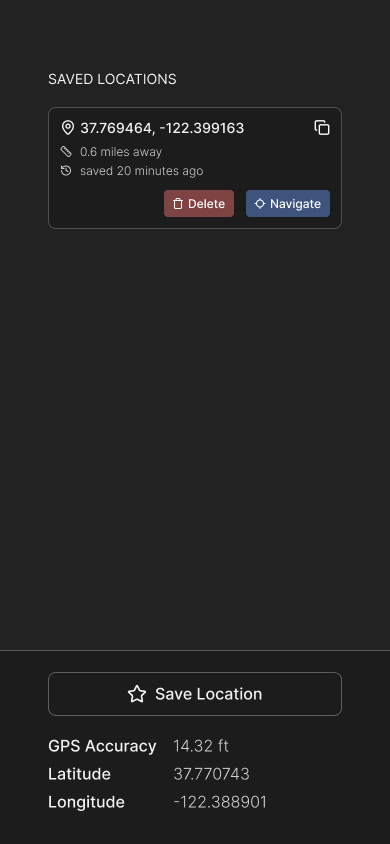 SAVED LOCATIONS
37.769464, -122.399163
0.6 miles away
saved 20 minutes ago
Delete Navigate
Save Location
GPS Accuracy 14.32 ft
Latitude 37.770743
Longitude -122.388901